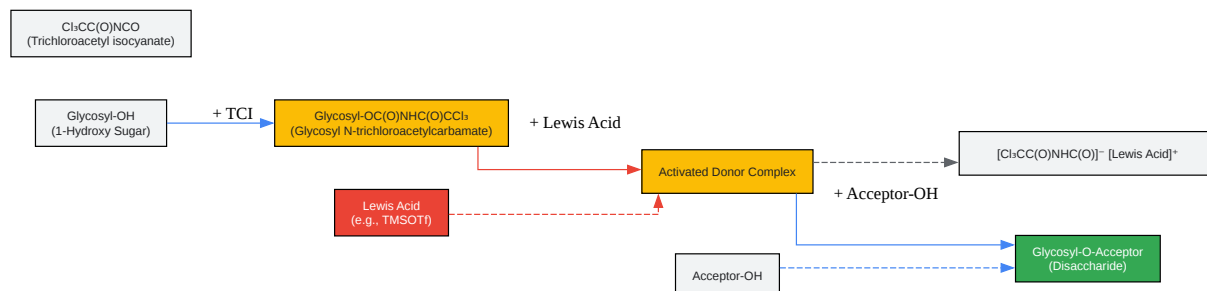 Cl₃CC(O)NCO
(Trichloroacetyl isocyanate)
Glycosyl-OH
(1-Hydroxy Sugar)
+ TCI
Glycosyl-OC(O)NHC(O)CCl₃
(Glycosyl N-trichloroacetylcarbamate)
+ Lewis Acid
Lewis Acid
(e.g., TMSOTf)
Activated Donor Complex
[Cl₃CC(O)NHC(O)]⁻ [Lewis Acid]⁺
+ Acceptor-OH
Acceptor-OH
Glycosyl-O-Acceptor
(Disaccharide)